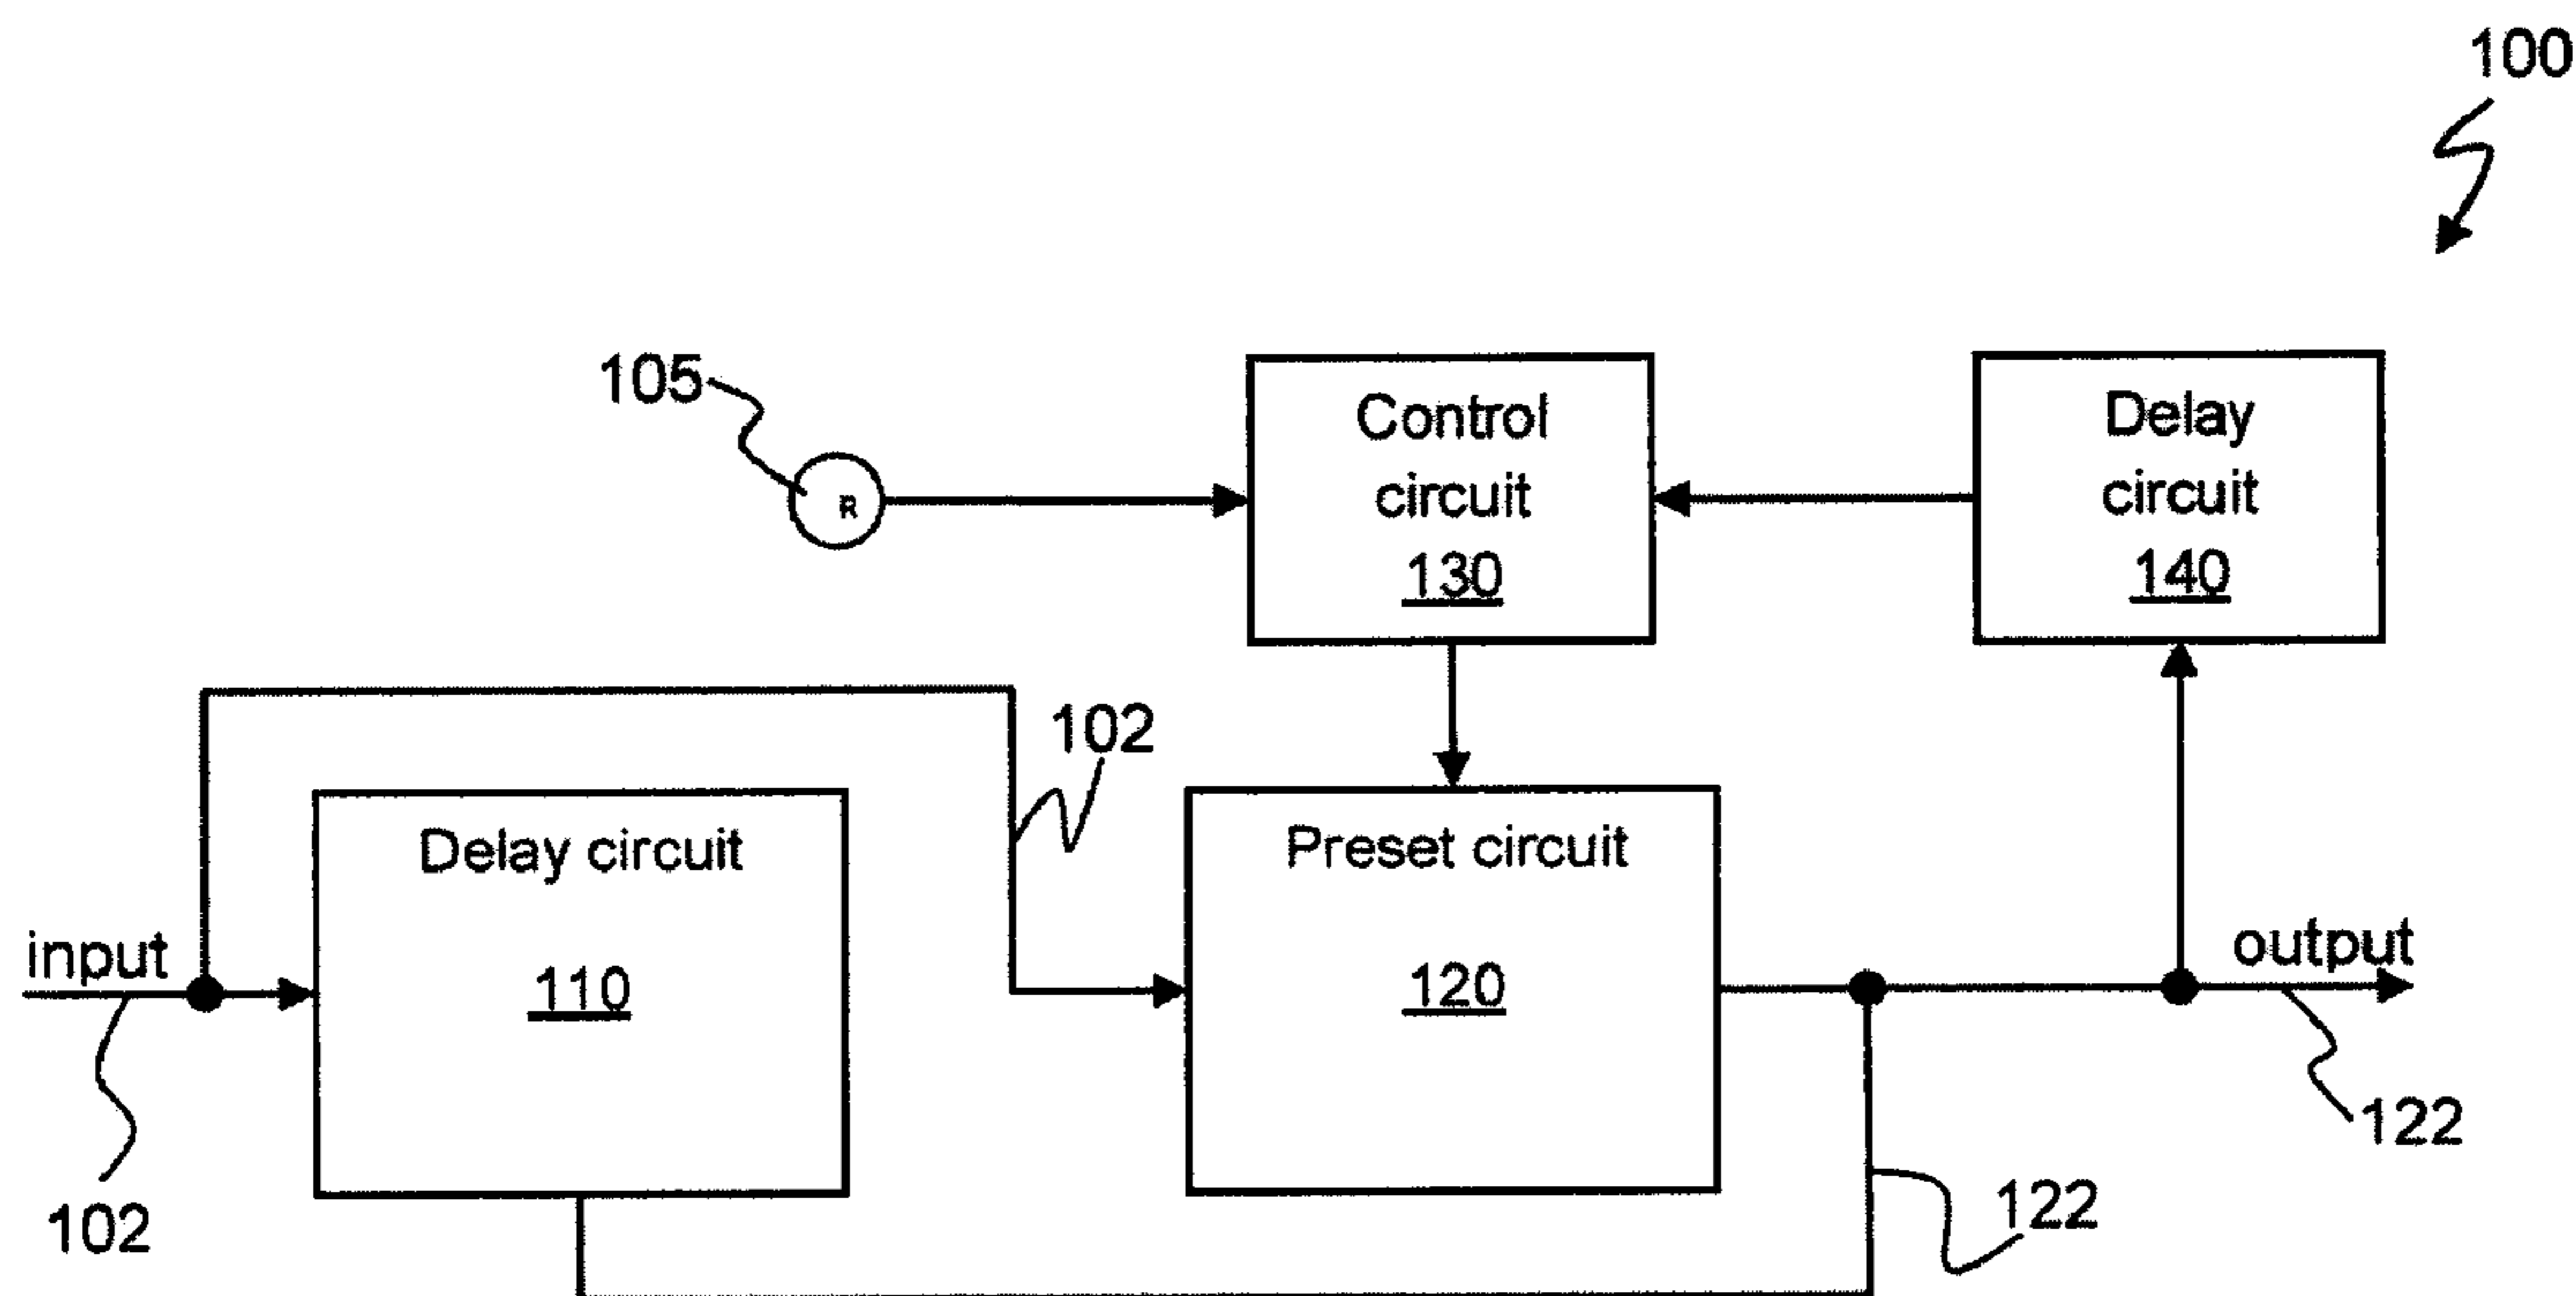 100
105
R
Control
circuit
130
Delay
circuit
140
102
Delay circuit
110
Preset circuit
120
input
output
102
122
122